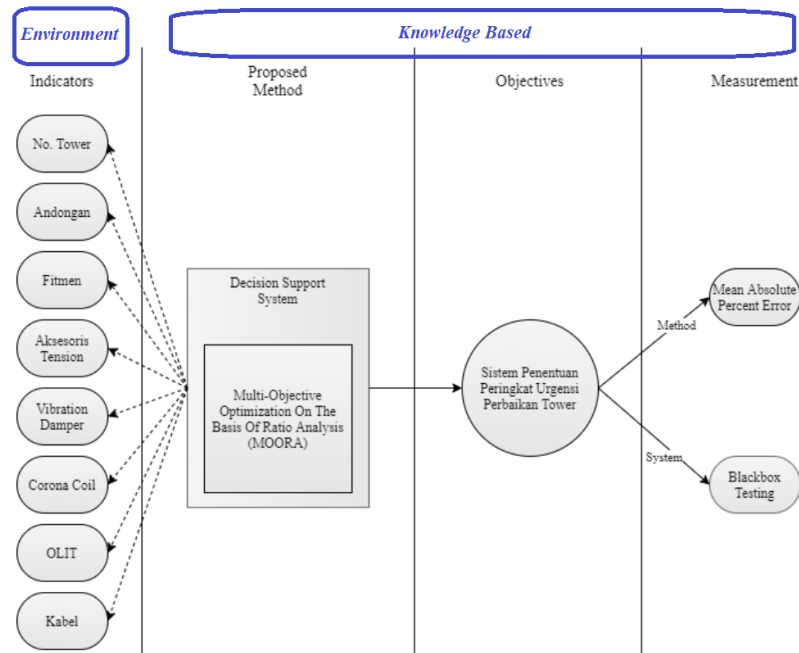 Environment
Knowledge Based
Indicators
Proposed
Method
Objectives
Measurement
No. Tower
Andongan
Fitmen
Aksesoris
Tension
Vibration
Damper
Corona Coil
OLIT
Kabel
Decision Support
System
Multi-Objective
Optimization On The
Basis Of Ratio Analysis
(MOORA)
Sistem Penentuan
Peringkat Urgensi
Perbaikan Tower
Method
System
Mean Absolute
Percent Error
Blackbox
Testing